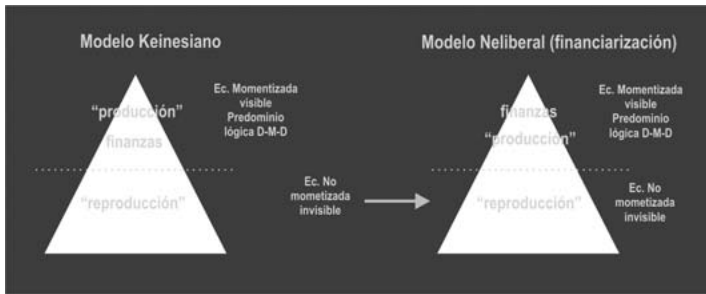 Modelo Keinesiano
“producción”
finanzas
“reproducción”
Ec. Momentizada
visible
Predominio
lógica D-M-D
Ec. No
mometizada
invisible
Modelo Neliberal (financiarización)
finanzas
“producción”
“reproducción”
Ec. Momentizada
visible
Predominio
lógica D-M-D
Ec. No
mometizada
invisible